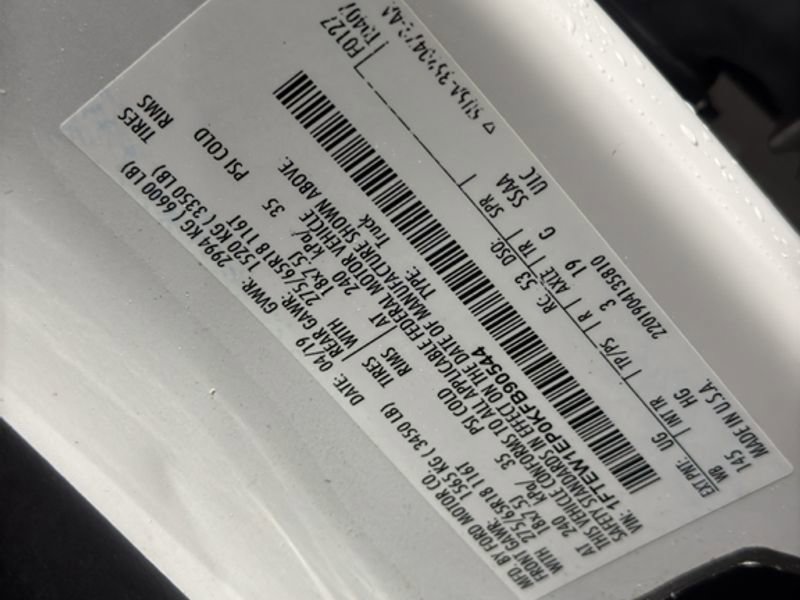 MFD. BY FORD MOTOR CO.
DATE: 04/19 GVWR: 2994 KG ( 6600 LB)
FRONT GAWR: 1565 KG ( 3450 LB) REAR GAWR: 1520 KG ( 3350 LB)
WITH 275/65R18 116T TIRES WITH 275/65R18 116T TIRES
18x7.5J RIMS 18x7.5J RIMS
AT 240 kPa/ 35 PSI COLD AT 240 kPa/ 35 PSI COLD
THIS VEHICLE CONFORMS TO ALL APPLICABLE FEDERAL MOTOR VEHICLE
SAFETY STANDARDS IN EFFECT ON THE DATE OF MANUFACTURE SHOWN ABOVE.
VIN: 1FTEW1EP0KFB90544 TYPE: Truck
F0127
EXT PNT: UG RC: 53 DSO:
WB INT TR TP/PS R AXLE TR SPR
145 HG 3 19 G SSAA
MADE IN U.S.A. 220190413S810 UTC